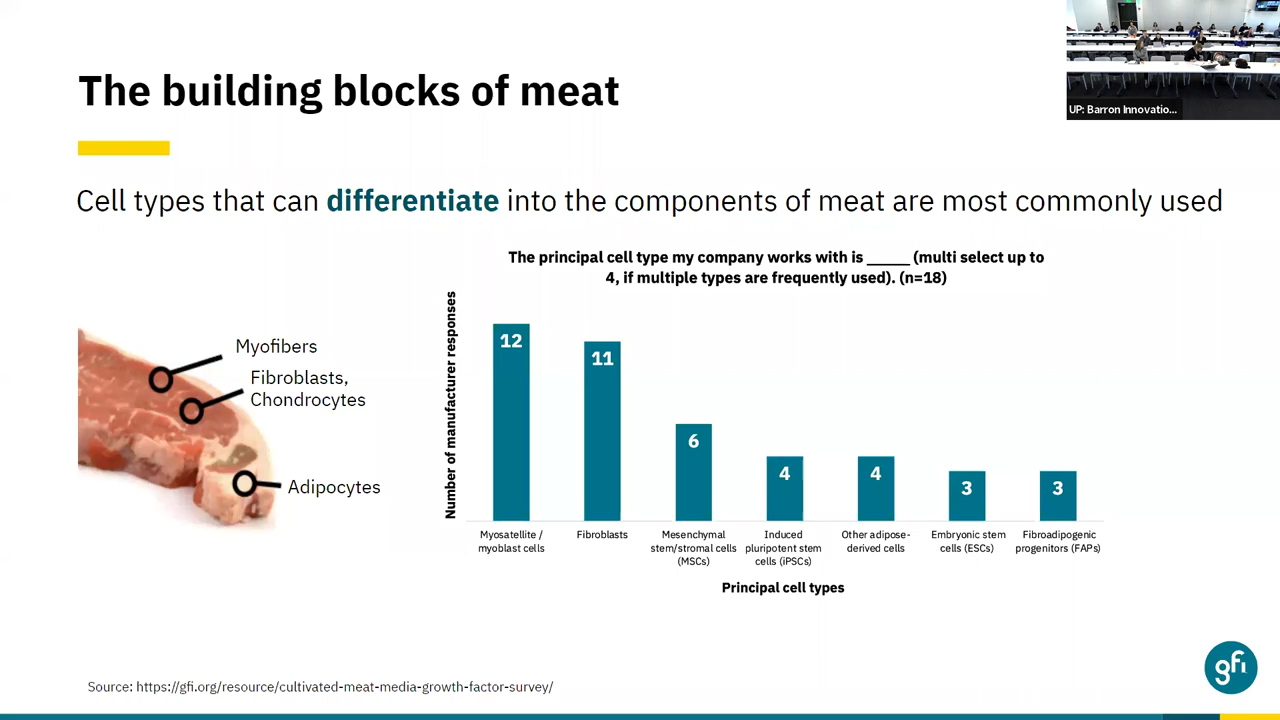 The building blocks of meat
UP: Barron Innovatio...
Cell types that can differentiate into the components of meat are most commonly used
The principal cell type my company works with is _____ (multi select up to
4, if multiple types are frequently used). (n=18)
Myofibers
Fibroblasts,
Chondrocytes
Adipocytes
Number of manufacturer responses
12
11
6
4
4
3
3
Myosatellite /
myoblast cells
Fibroblasts
Mesenchymal
stem/stromal cells
(MSCs)
Induced
pluripotent stem
cells (iPSCs)
Other adipose-
derived cells
Embryonic stem
cells (ESCs)
Fibroadipogenic
progenitors (FAPs)
Principal cell types
Source: https://gfi.org/resource/cultivated-meat-media-growth-factor-survey/
gfi